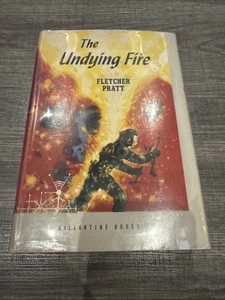 The
Undying Fire
FLETCHER
PRATT
BALLANTINE BOOKS